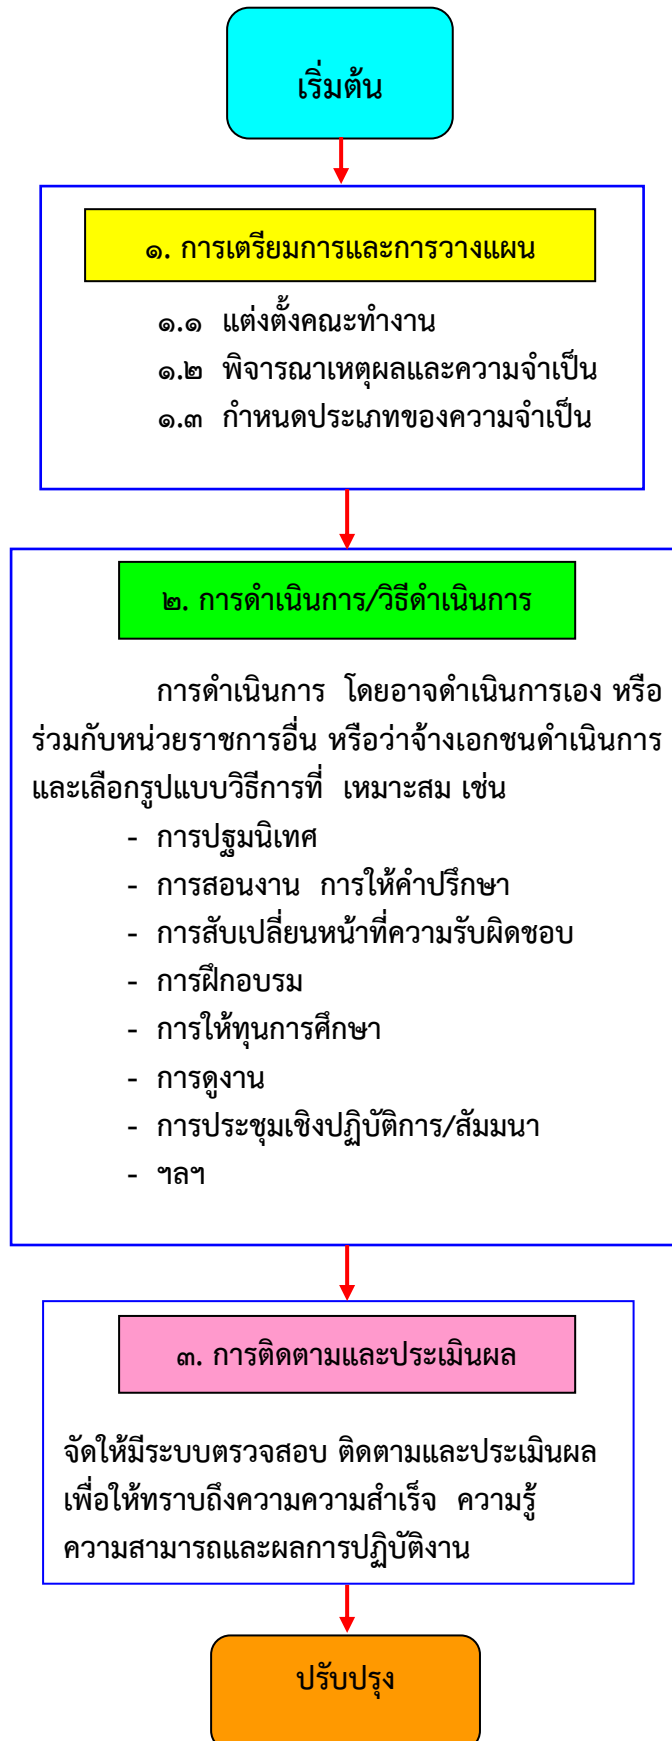 เริ่มต้น
๑. การเตรียมการและการวางแผน
๑.๑ แต่งตั้งคณะทำงาน
๑.๒ พิจารณาเหตุผลและความจำเป็น
๑.๓ กำหนดประเภทของความจำเป็น
๒. การดำเนินการ/วิธีดำเนินการ
การดำเนินการ โดยอาจดำเนินการเอง หรือ
ร่วมกับหน่วยราชการอื่น หรือว่าจ้างเอกชนดำเนินการ
และเลือกรูปแบบวิธีการที่ เหมาะสม เช่น
- การปฐมนิเทศ
- การสอนงาน การให้คำปรึกษา
- การสับเปลี่ยนหน้าที่ความรับผิดชอบ
- การฝึกอบรม
- การให้ทุนการศึกษา
- การดูงาน
- การประชุมเชิงปฏิบัติการ/สัมมนา
- ฯลฯ
๓. การติดตามและประเมินผล
จัดให้มีระบบตรวจสอบ ติดตามและประเมินผล
เพื่อให้ทราบถึงความความสำเร็จ ความรู้
ความสามารถและผลการปฏิบัติงาน
ปรับปรุง